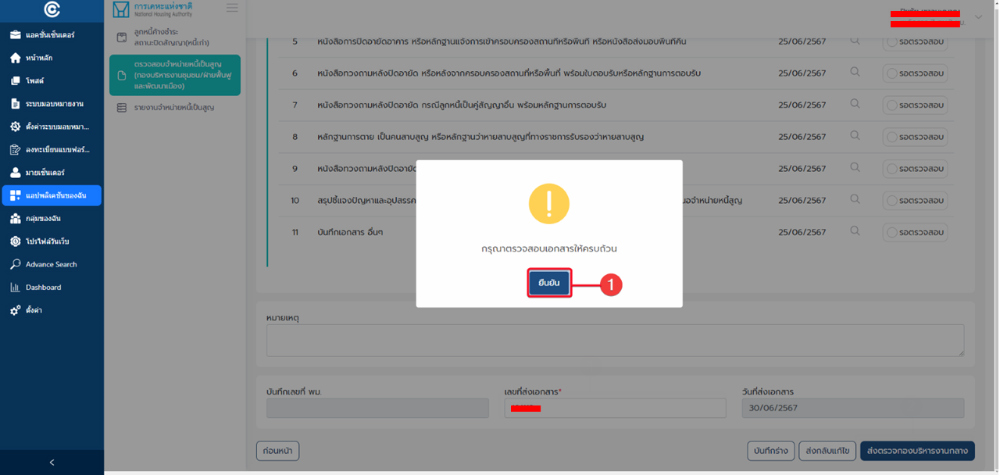 การเคหะแห่งชาติ
National Housing Authority
แอคชั่นเซ็นเตอร์
หน้าหลัก
โพสต์
ระบบมอบหมายงาน
ตั้งค่าระบบมอบหมา...
ลงทะเบียนแบบฟอร์...
มายเซ็นเตอร์
แอปพลิเคชันของฉัน
กลุ่มของฉัน
โปรไฟล์วันเว็บ
Advance Search
Dashboard
ตั้งค่า
<
ลูกหนี้ค้างชำระ
สถานะปิดสัญญา(หนี้เก่า)
ตรวจสอบจำหน่ายหนี้เป็นสูญ
(กองบริหารงานชุมชน/ฝ่ายฟื้นฟู
และพัฒนาเมือง)
รายงานจำหน่ายหนี้เป็นสูญ
5 หนังสือการปิดอายัดอาคาร หรือหลักฐานแจ้งการเข้าครอบครองสถานที่หรือพื้นที่ หรือหนังสือส่งมอบพื้นที่คืน 25/06/2567 รอตรวจสอบ
6 หนังสือทวงถามหลังปิดอายัด หรือหลังจากครอบครองสถานที่หรือพื้นที่ พร้อมใบตอบรับหรือหลักฐานการตอบรับ 25/06/2567 รอตรวจสอบ
7 หนังสือทวงถามหลังปิดอายัด กรณีลูกหนี้เป็นคู่สัญญาอื่น พร้อมหลักฐานการตอบรับ 25/06/2567 รอตรวจสอบ
8 หลักฐานการตาย เป็นคนสาบสูญ หรือหลักฐานว่าหายสาบสูญที่ทางราชการรับรองว่าหายสาบสูญ 25/06/2567 รอตรวจสอบ
9 หนังสือทวงถามหลังปิดอายัด 25/06/2567 รอตรวจสอบ
10 สรุปชี้แจงปัญหาและอุปสรรค นอจำหน่ายหนี้สูญ 25/06/2567 รอตรวจสอบ
11 บันทึกเอกสาร อื่นๆ 25/06/2567 รอตรวจสอบ
!
กรุณาตรวจสอบเอกสารให้ครบถ้วน
ยืนยัน 1
หมายเหตุ
บันทึกเลขที่ พม. เลขที่ส่งเอกสาร* วันที่ส่งเอกสาร
30/06/2567
ก่อนหน้า บันทึกร่าง ส่งกลับแก้ไข ส่งตรวจกองบริหารงานกลาง